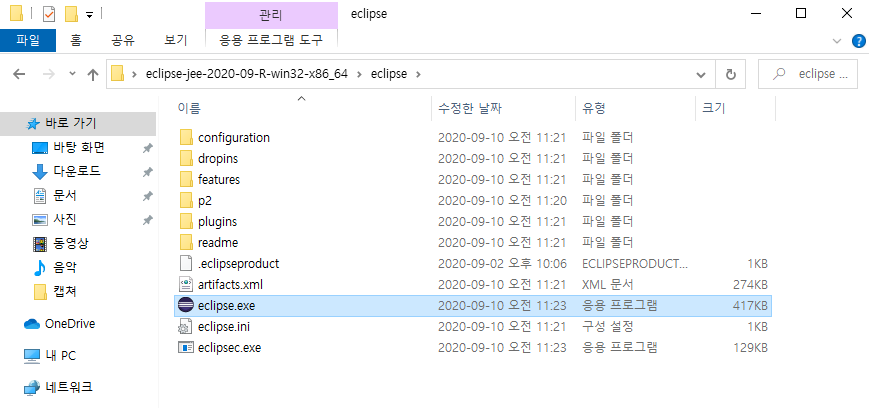 관리
eclipse
파일
홈
공유
보기
응용 프로그램 도구
eclipse-jee-2020-09-R-win32-x86_64
eclipse
eclipse ...
바로 가기
바탕 화면
다운로드
문서
사진
동영상
음악
캡쳐
OneDrive
내 PC
네트워크
이름 수정한 날짜 유형 크기
configuration 2020-09-10 오전 11:21 파일 폴더
dropins 2020-09-10 오전 11:21 파일 폴더
features 2020-09-10 오전 11:21 파일 폴더
p2 2020-09-10 오전 11:20 파일 폴더
plugins 2020-09-10 오전 11:21 파일 폴더
readme 2020-09-10 오전 11:21 파일 폴더
.eclipseproduct 2020-09-02 오후 10:06 ECLIPSEPRODUCT... 1KB
artifacts.xml 2020-09-10 오전 11:21 XML 문서 274KB
eclipse.exe 2020-09-10 오전 11:23 응용 프로그램 417KB
eclipse.ini 2020-09-10 오전 11:21 구성 설정 1KB
eclipsec.exe 2020-09-10 오전 11:23 응용 프로그램 129KB